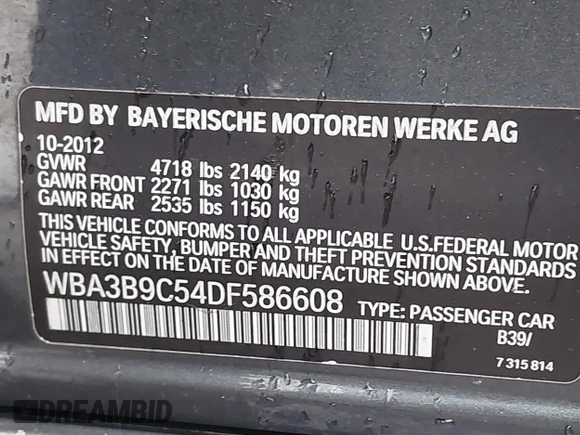 MFD BY BAYERISCHE MOTOREN WERKE AG
10-2012
GVWR 4718 lbs 2140 kg
GAWR FRONT 2271 lbs 1030 kg
GAWR REAR 2535 lbs 1150 kg
THIS VEHICLE CONFORMS TO ALL APPLICABLE U.S.FEDERAL MOTOR
VEHICLE SAFETY, BUMPER AND THEFT PREVENTION STANDARDS
IN EFFECT ON THE DATE OF MANUFACTURE SHOWN ABOVE.
WBA3B9C54DF586608 TYPE: PASSENGER CAR
B39/
7 315 814
DREAMBID